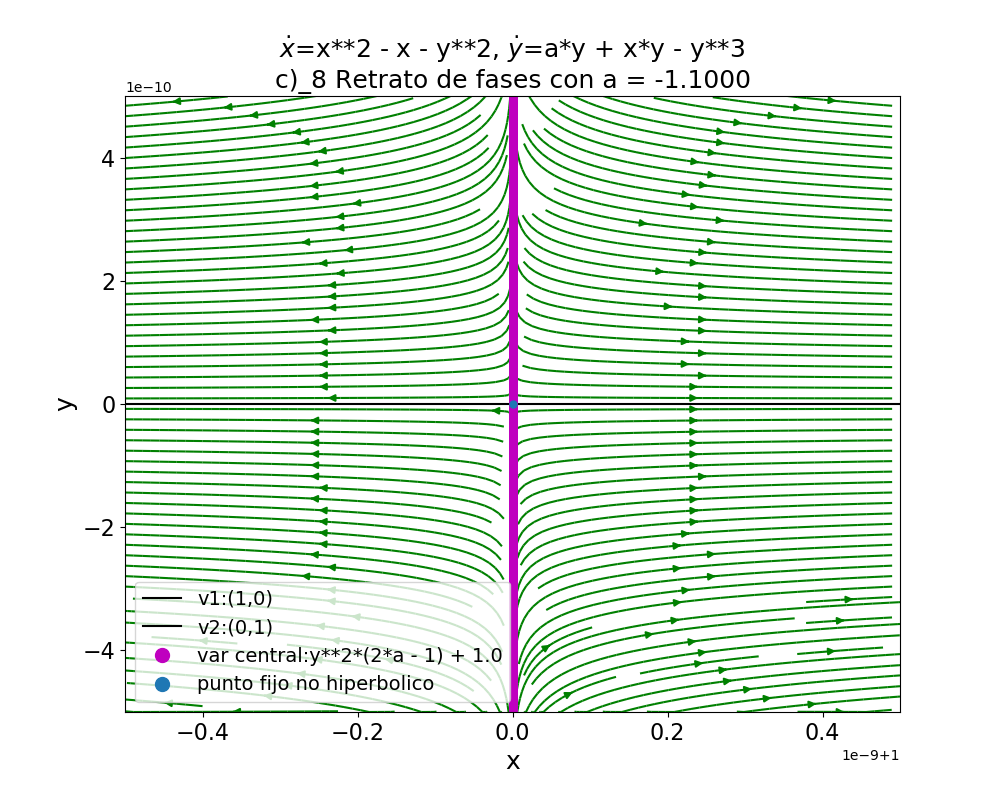 ẋ=x**2 - x - y**2, ẏ=a*y + x*y - y**3
c)_8 Retrato de fases con a = -1.1000
1e−10
4
2
0
−2
−4
y
v1:(1,0)
v2:(0,1)
var central:y**2*(2*a - 1) + 1.0
punto fijo no hiperbolico
−0.4 −0.2 0.0 0.2 0.4
1e−9+1
x